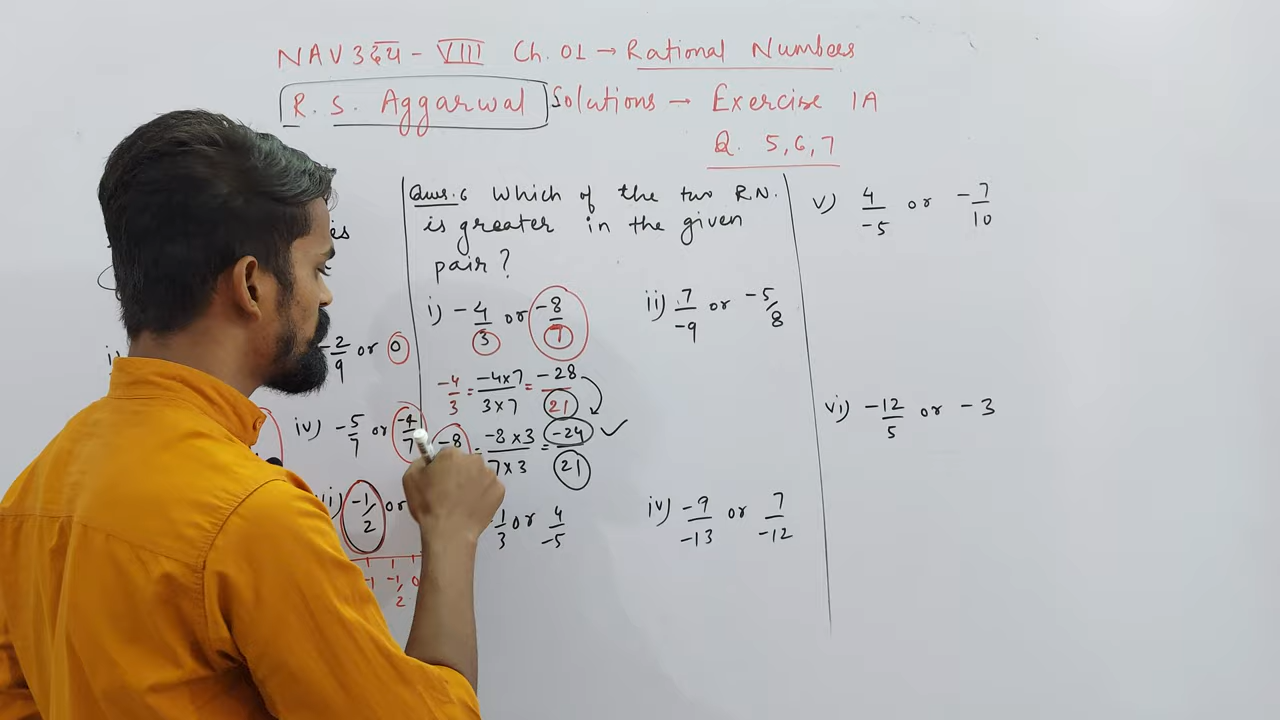 NAV उदय - VIII Ch. 01 → Rational Numbers
R. S. Aggarwal Solutions → Exercise 1A
Q. 5, 6, 7
-2/9 or 0
iv) -5/7 or -4/7
-1/2 or
-1 -1/2 0
Ques. 6 Which of the two R.N.
is greater in the given
pair?
i) -4/3 or -8/7
-4/3 = -4×7/3×7 = -28/21
-8 = -8×3/7×3 = -24/21 ✓
1/3 or 4/-5
ii) 7/-9 or -5/8
iv) -9/-13 or 7/-12
v) 4/-5 or -7/10
vi) -12/5 or -3